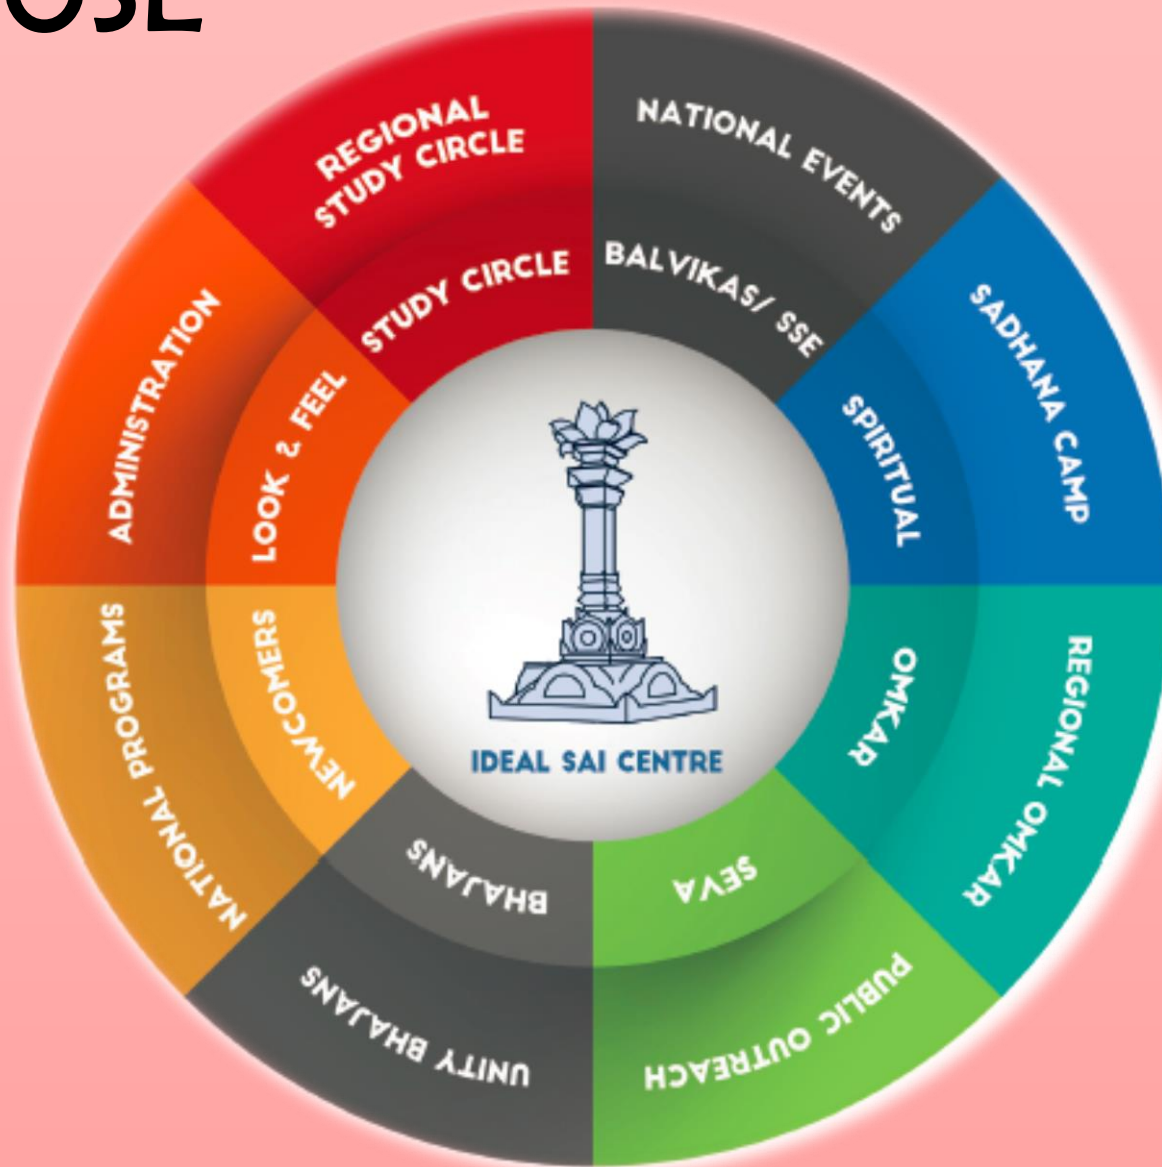 REGIONAL
STUDY CIRCLE
STUDY CIRCLE
NATIONAL EVENTS
BALVIKAS/ SSE
SADHANA CAMP
SPIRITUAL
REGIONAL OMKAR
OMKAR
PUBLIC OUTREACH
SEVA
UNITY BHAJANS
BHAJANS
NATIONAL PROGRAMS
NEWCOMERS
ADMINISTRATION
LOOK & FEEL
IDEAL SAI CENTRE